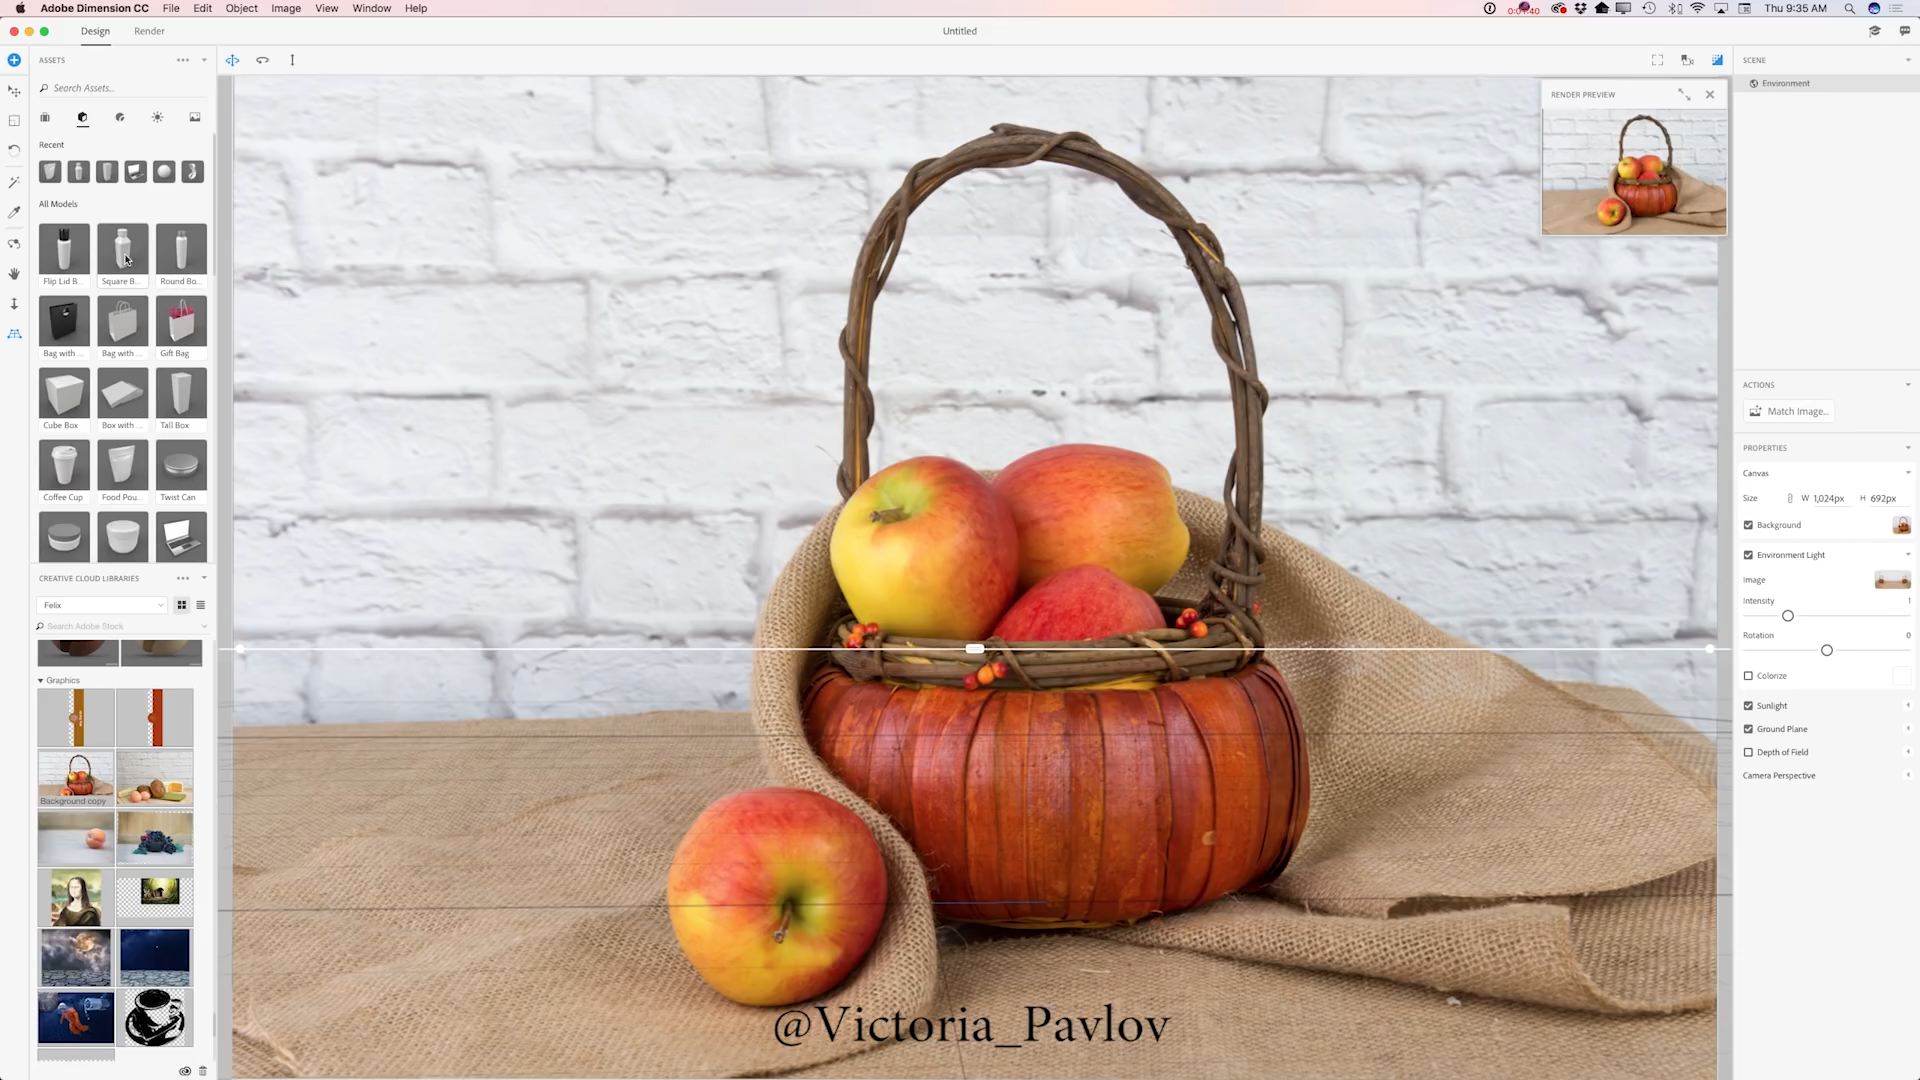 Adobe Dimension CC File Edit Object Image View Window Help
0:01:40 Thu 9:35 AM
Design Render Untitled
ASSETS
Search Assets...
Recent
All Models
Flip Lid B... Square B... Round Bo...
Bag with ... Bag with ... Gift Bag
Cube Box Box with ... Tall Box
Coffee Cup Food Pou... Twist Can
CREATIVE CLOUD LIBRARIES
Felix
Search Adobe Stock
Graphics
Background copy
RENDER PREVIEW
@Victoria_Pavlov
SCENE
Environment
ACTIONS
Match Image...
PROPERTIES
Canvas
Size W 1,024px H 692px
Background
Environment Light
Image
Intensity 1
Rotation 0
Colorize
Sunlight
Ground Plane
Depth of Field
Camera Perspective